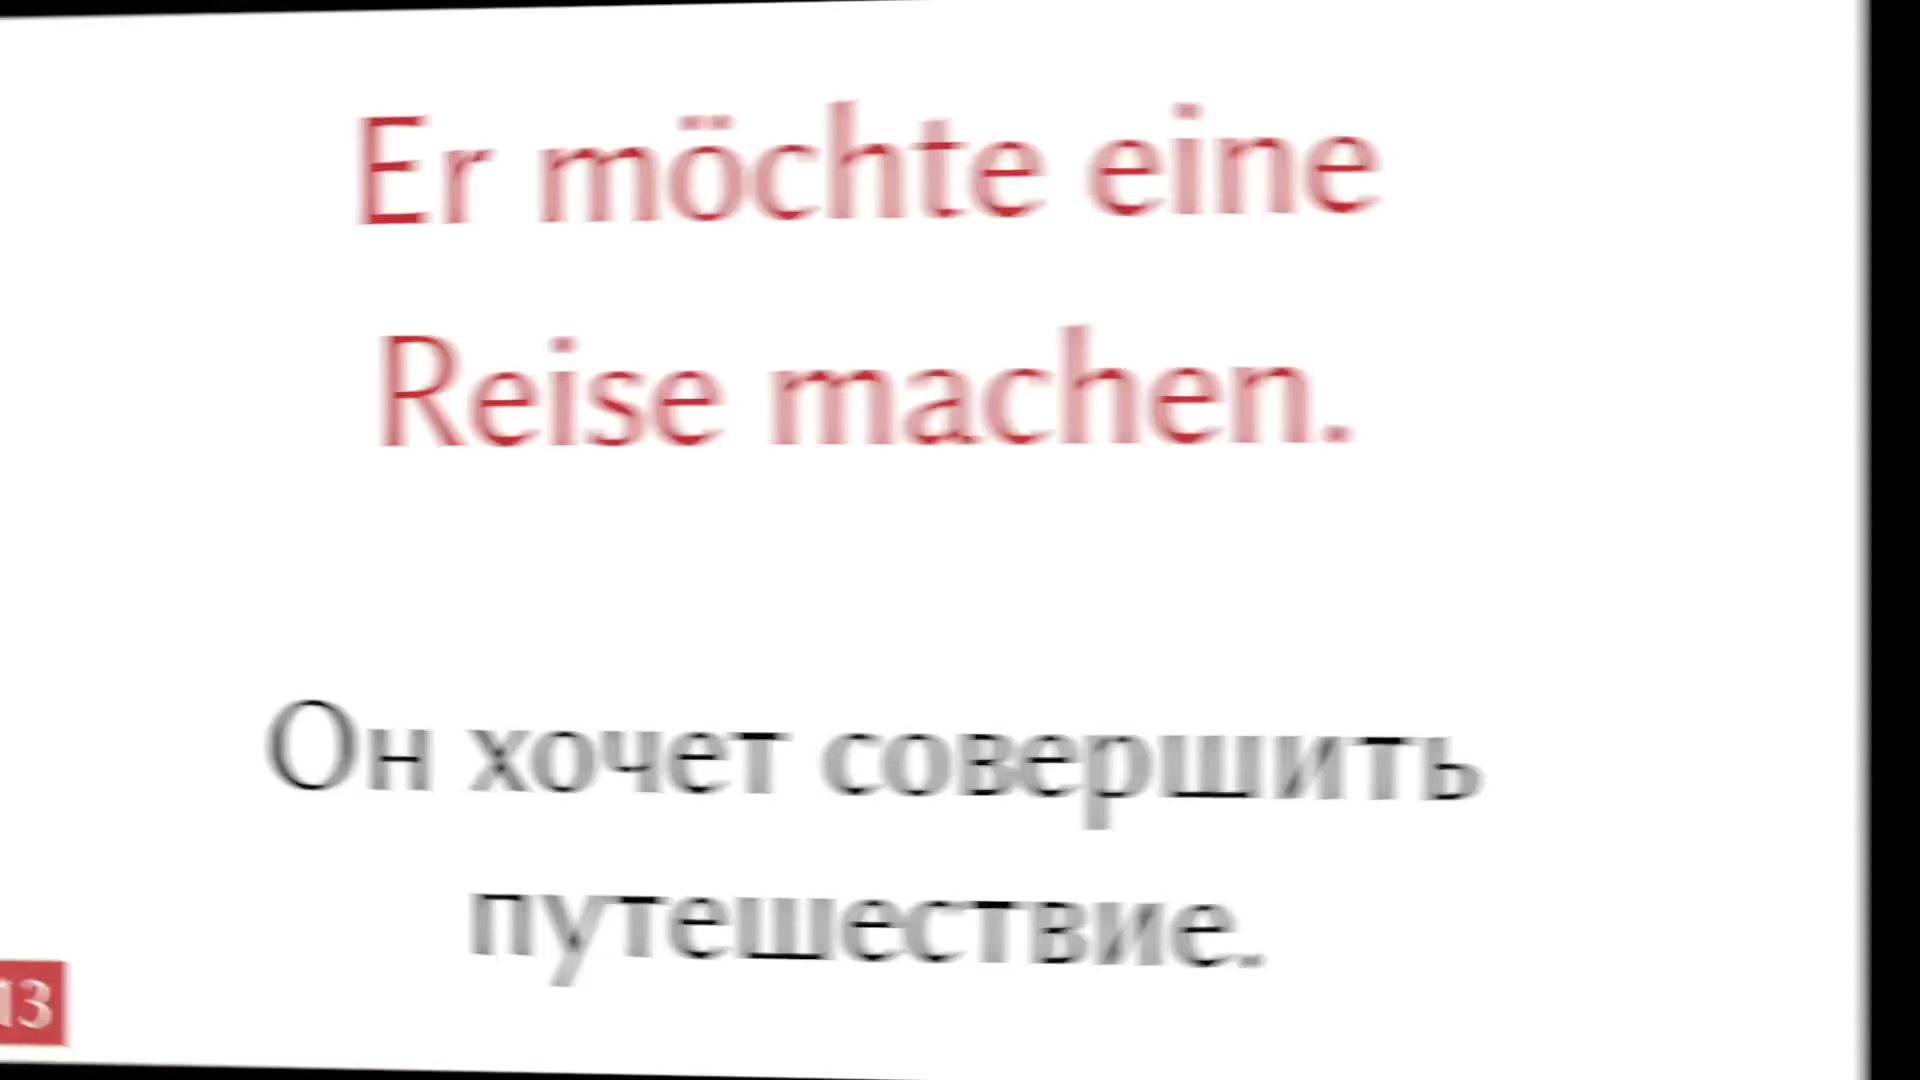 Er möchte eine
Reise machen.
Он хочет совершить
путешествие.
13